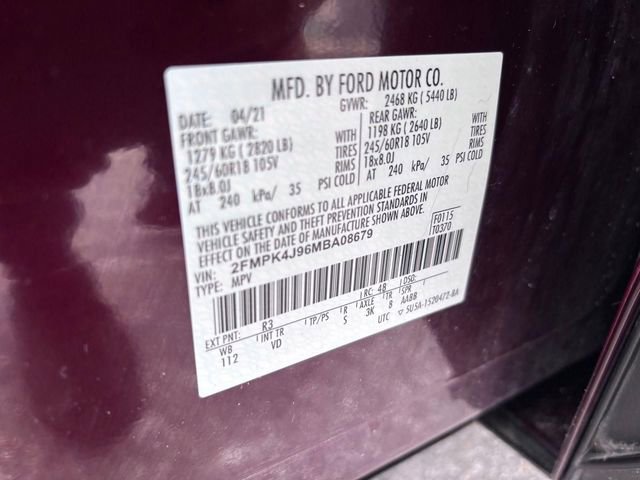 MFD. BY FORD MOTOR CO.
DATE: 04/21 GVWR: 2468 KG (5440 LB)
FRONT GAWR: REAR GAWR:
1279 KG (2820 LB) WITH 1198 KG (2640 LB) WITH
245/60R18 105V TIRES 245/60R18 105V TIRES
18x8.0J RIMS 18x8.0J RIMS
AT 240 kPa/ 35 PSI COLD AT 240 kPa/ 35 PSI COLD
THIS VEHICLE CONFORMS TO ALL APPLICABLE FEDERAL MOTOR
VEHICLE SAFETY AND THEFT PREVENTION STANDARDS IN
EFFECT ON THE DATE OF MANUFACTURE SHOWN ABOVE.
VIN: 2FMPK4J96MBA08679 F0115
TYPE: MPV T0370
EXT PNT: R3 RC: 4B DSO:
WB INT TR TP/PS R AXLE TR SPR
112 VD S 3K 8 AABB
UTC ▽ 5U5A-1520472-BA